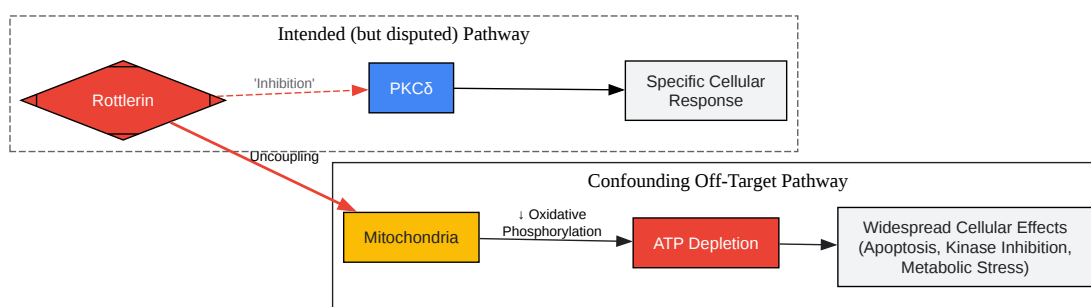 Intended (but disputed) Pathway
Rottlerin
'Inhibition'
PKCδ
Specific Cellular
Response
Uncoupling
Confounding Off-Target Pathway
Mitochondria
↓ Oxidative
Phosphorylation
ATP Depletion
Widespread Cellular Effects
(Apoptosis, Kinase Inhibition,
Metabolic Stress)